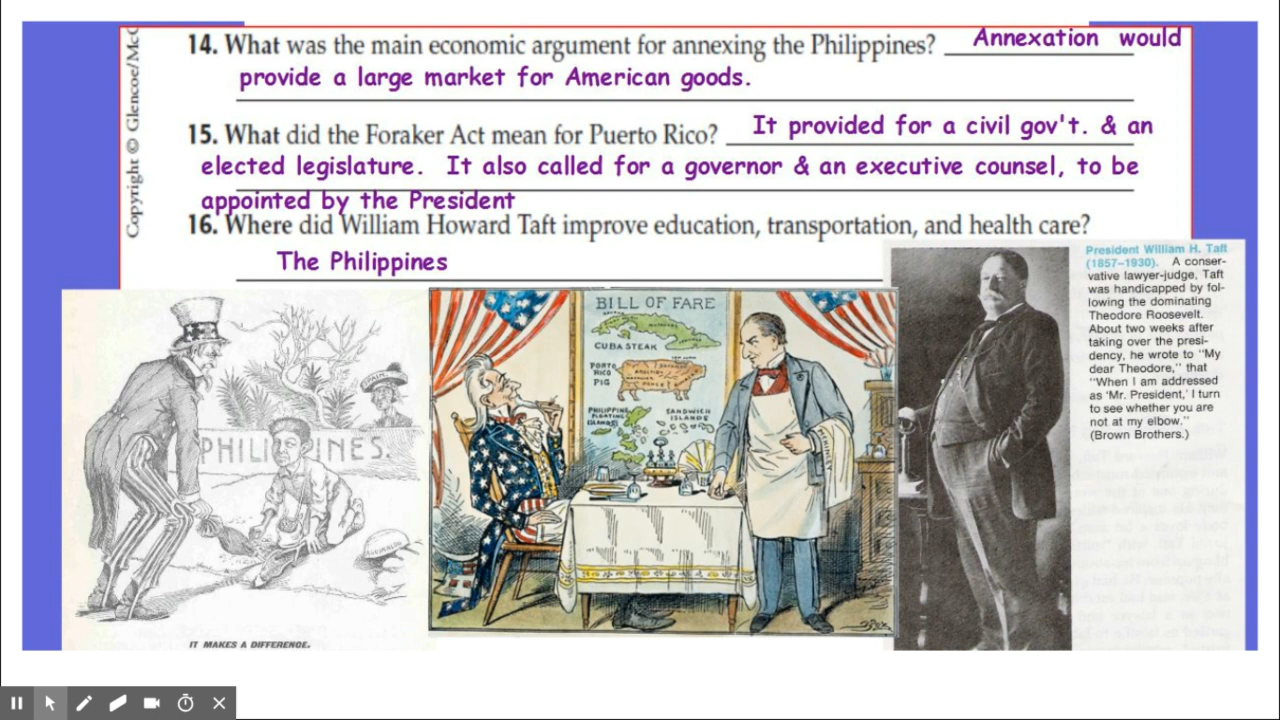 Copyright © Glencoe/McG
14. What was the main economic argument for annexing the Philippines? Annexation would
provide a large market for American goods.
15. What did the Foraker Act mean for Puerto Rico? It provided for a civil gov't. & an
elected legislature. It also called for a governor & an executive counsel, to be
appointed by the President
16. Where did William Howard Taft improve education, transportation, and health care?
The Philippines
PHILIPPINES.
IT MAKES A DIFFERENCE.
BILL OF FARE
CUBA STEAK
PORTO
RICO
PIG
PHILIPPINE
FLOATING
ISLANDS
SANDWICH
ISLANDS
President William H. Taft
(1857–1930). A conser-
vative lawyer-judge, Taft
was handicapped by fol-
lowing the dominating
Theodore Roosevelt.
About two weeks after
taking over the presi-
dency, he wrote to "My
dear Theodore," that
"When I am addressed
as 'Mr. President,' I turn
to see whether you are
not at my elbow."
(Brown Brothers.)